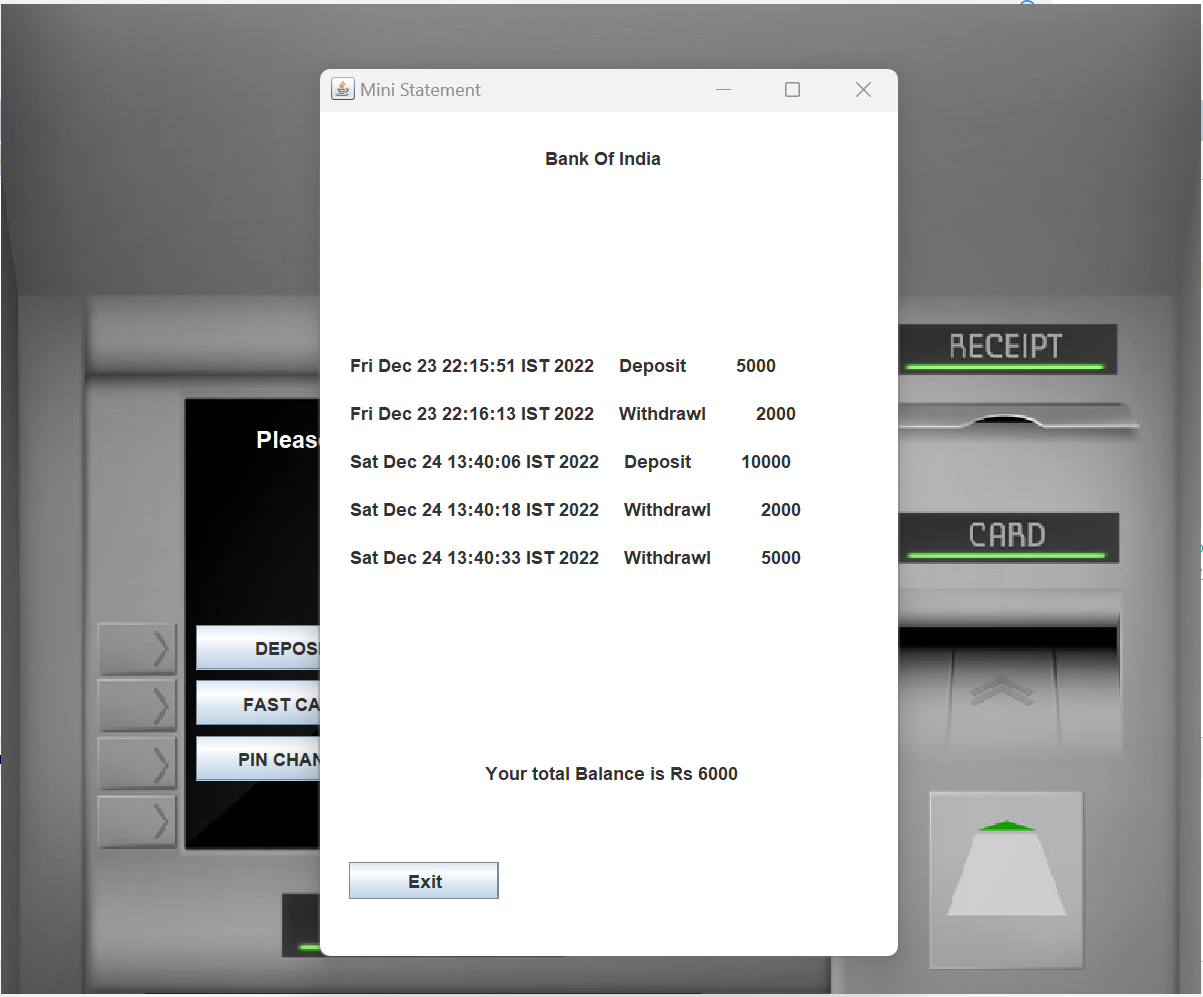 Mini Statement
Bank Of India
Fri Dec 23 22:15:51 IST 2022 Deposit 5000
Fri Dec 23 22:16:13 IST 2022 Withdrawl 2000
Sat Dec 24 13:40:06 IST 2022 Deposit 10000
Sat Dec 24 13:40:18 IST 2022 Withdrawl 2000
Sat Dec 24 13:40:33 IST 2022 Withdrawl 5000
Your total Balance is Rs 6000
Exit
Pleas
DEPOS
FAST CA
PIN CHAN
RECEIPT
CARD